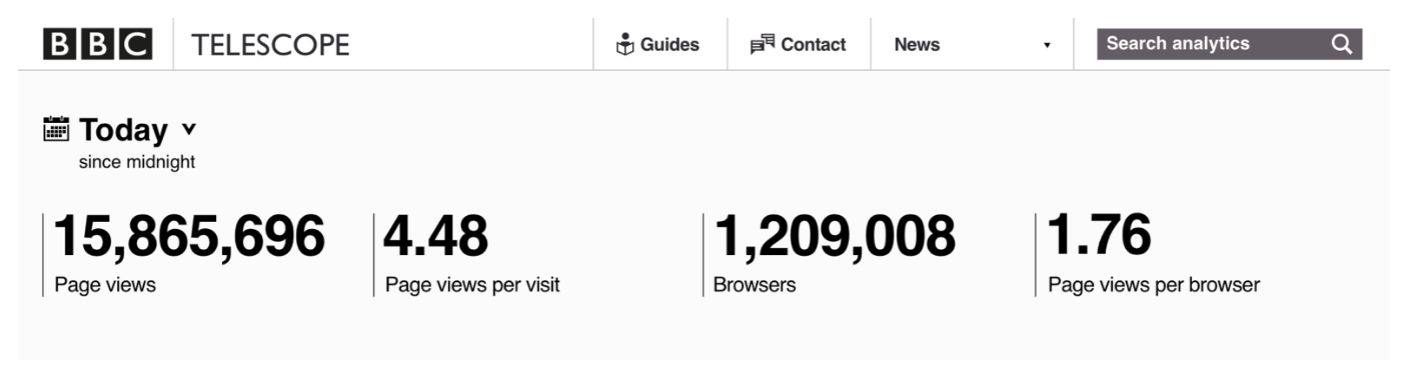 BBC TELESCOPE Guides Contact News Search analytics
Today
since midnight
15,865,696 4.48 1,209,008 1.76
Page views Page views per visit Browsers Page views per browser